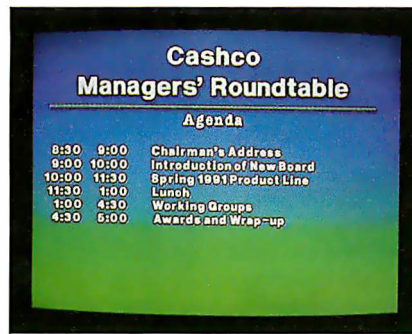 Cashco
Managers' Roundtable
Agenda
8:30 9:00 Chairman's Address
9:00 10:00 Introduction of New Board
10:00 11:30 Spring 1991 Product Line
11:30 1:00 Lunch
1:00 4:30 Working Groups
4:30 5:00 Awards and Wrap-up